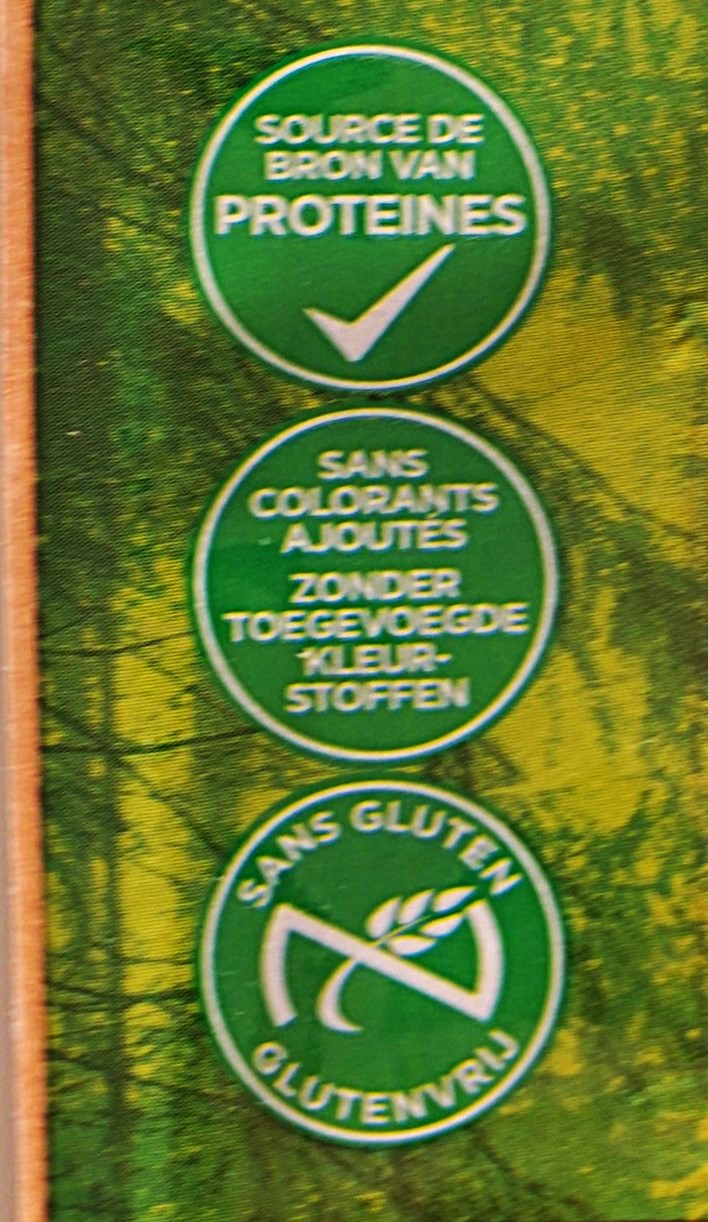 SOURCE DE
BRON VAN
PROTEINES
SANS
COLORANTS
AJOUTÉS
ZONDER
TOEGEVOEGDE
KLEUR-
STOFFEN
SANS GLUTEN
GLUTENVRIJ